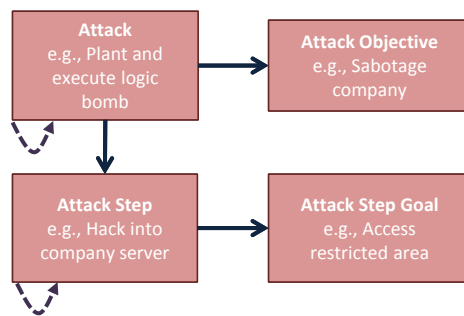 Attack
e.g., Plant and
execute logic
bomb
Attack Objective
e.g., Sabotage
company
Attack Step
e.g., Hack into
company server
Attack Step Goal
e.g., Access
restricted area